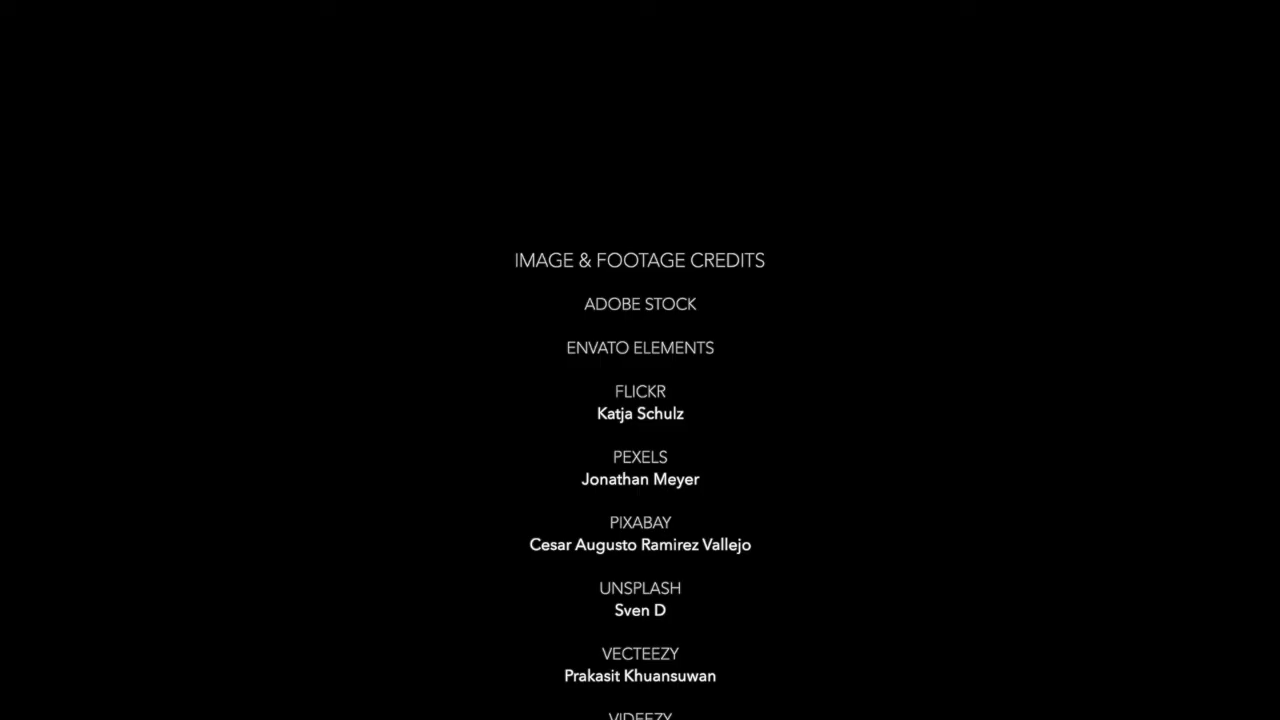 IMAGE & FOOTAGE CREDITS
ADOBE STOCK
ENVATO ELEMENTS
FLICKR
Katja Schulz
PEXELS
Jonathan Meyer
PIXABAY
Cesar Augusto Ramirez Vallejo
UNSPLASH
Sven D
VECTEEZY
Prakasit Khuansuwan
VIDEEZY